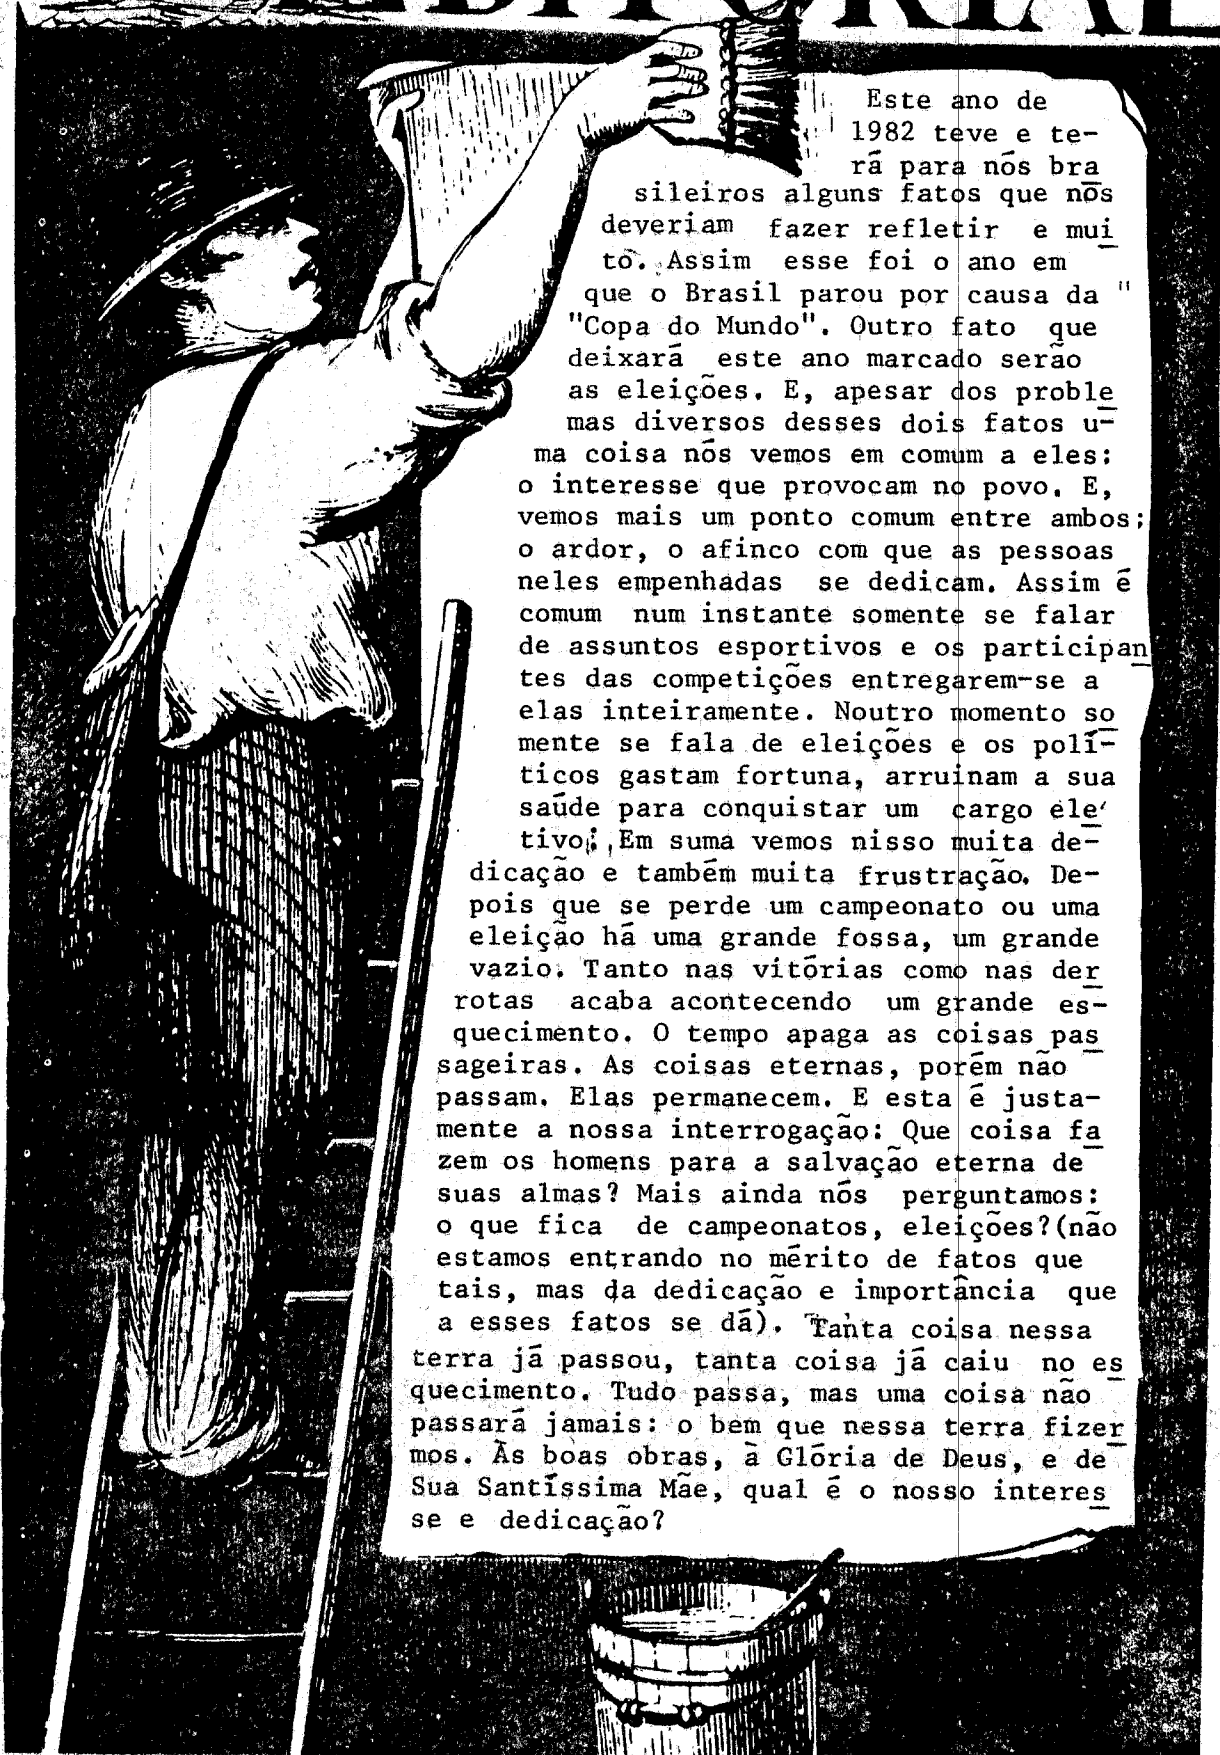 EDITORIAL
Este ano de
1982 teve e te-
rá para nós bra
sileiros alguns fatos que nós
deveriam fazer refletir e mui
to. Assim esse foi o ano em
que o Brasil parou por causa da "
"Copa do Mundo". Outro fato que
deixará este ano marcado serão
as eleições. E, apesar dos proble
mas diversos desses dois fatos u-
ma coisa nós vemos em comum a eles:
o interesse que provocam no povo. E,
vemos mais um ponto comum entre ambos;
o ardor, o afinco com que as pessoas
neles empenhadas se dedicam. Assim é
comum num instante somente se falar
de assuntos esportivos e os participan
tes das competições entregarem-se a
elas inteiramente. Noutro momento so
mente se fala de eleições e os polí-
ticos gastam fortuna, arruinam a sua
saúde para conquistar um cargo ele
tivo. Em suma vemos nisso muita de-
dicação e também muita frustração. De-
pois que se perde um campeonato ou uma
eleição há uma grande fossa, um grande
vazio. Tanto nas vitórias como nas der
rotas acaba acontecendo um grande es-
quecimento. O tempo apaga as coisas pas
sageiras. As coisas eternas, porém não
passam. Elas permanecem. E esta é justa-
mente a nossa interrogação: Que coisa fa
zem os homens para a salvação eterna de
suas almas? Mais ainda nós perguntamos:
o que fica de campeonatos, eleições?(não
estamos entrando no mérito de fatos que
tais, mas da dedicação e importância que
a esses fatos se dá). Tanta coisa nessa
terra já passou, tanta coisa já caiu no es
quecimento. Tudo passa, mas uma coisa não
passará jamais: o bem que nessa terra fizer
mos. Às boas obras, à Glória de Deus, e de
Sua Santíssima Mãe, qual é o nosso interes
se e dedicação?